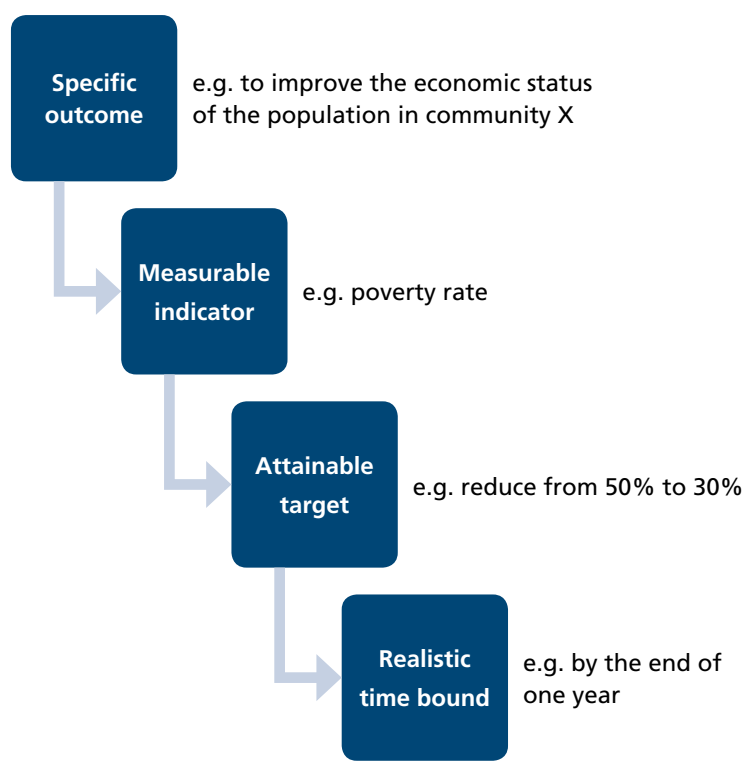 Specific
outcome
e.g. to improve the economic status
of the population in community X
Measurable
indicator
e.g. poverty rate
Attainable
target
e.g. reduce from 50% to 30%
Realistic
time bound
e.g. by the end of
one year